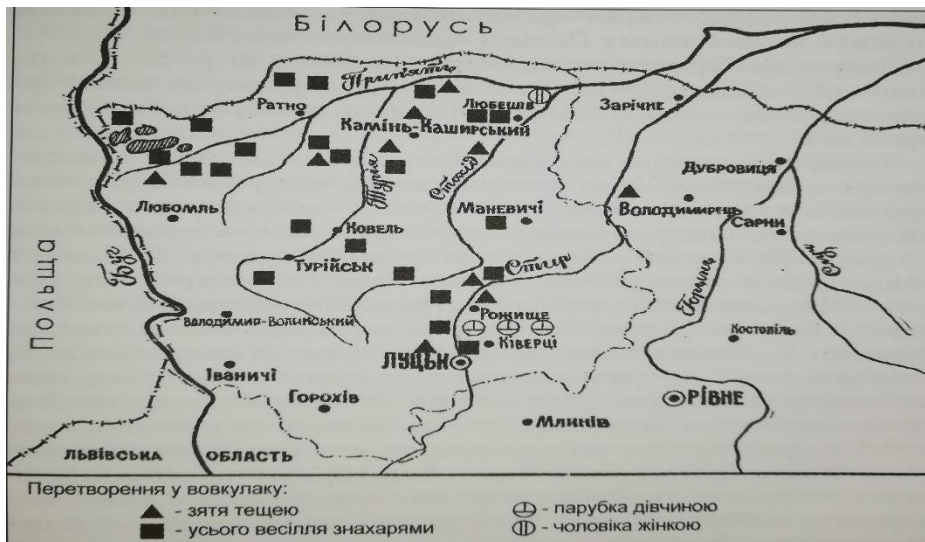 Білорусь
Прип'ять
Ратно
Любешів
Зарічне
Камінь-Каширський
Турія
Стохід
Дубровиця
Любомль
Маневичі
Володимирець
Сарни
Ковель
Буг
Турійськ
Стир
Горинь
Случ
Польща
Володимир-Волинський
Рожище
Костопіль
Ківерці
Луцьк
Іваничі
Горохів
Рівне
Млинів
Львівська область
Перетворення у вовкулаку:
- зятя тещею
- парубка дівчиною
- усього весілля знахарями
- чоловіка жінкою